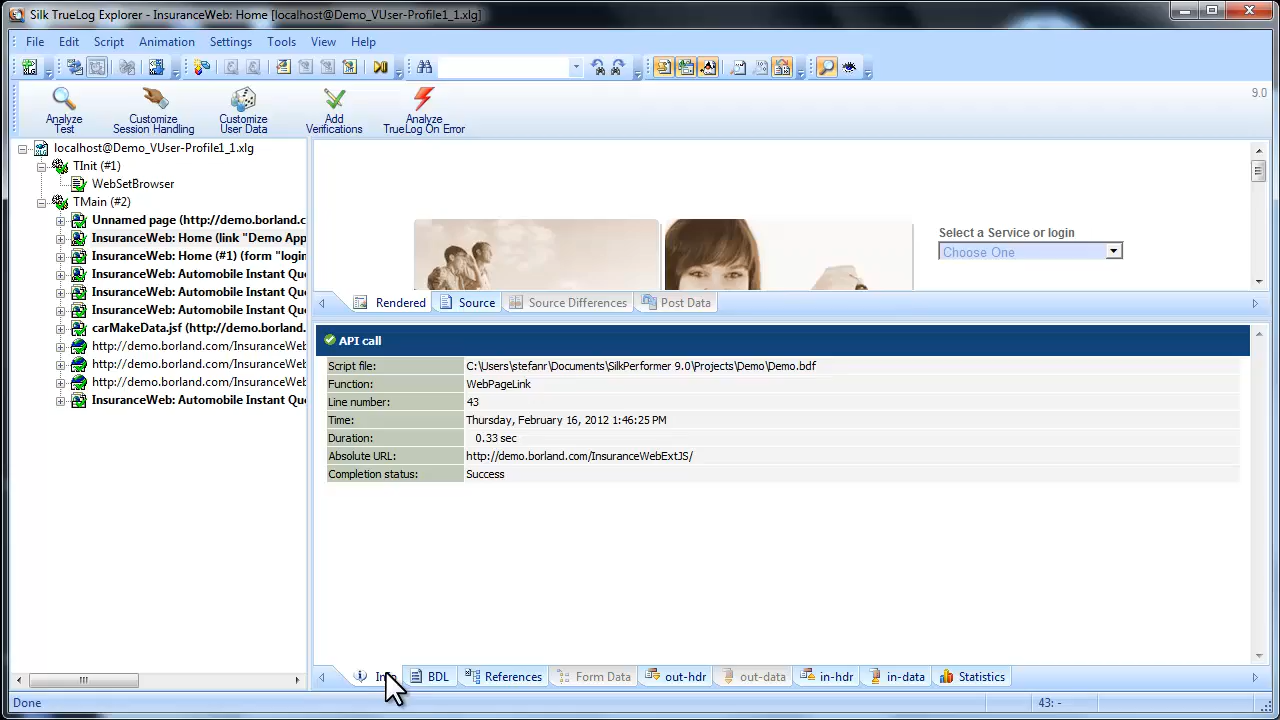 Silk TrueLog Explorer - InsuranceWeb: Home [localhost@Demo_VUser-Profile1_1.xlg]
File Edit Script Animation Settings Tools View Help
9.0
Analyze Test
Customize Session Handling
Customize User Data
Add Verifications
Analyze TrueLog On Error
localhost@Demo_VUser-Profile1_1.xlg
TInit (#1)
WebSetBrowser
TMain (#2)
Unnamed page (http://demo.borland.c
InsuranceWeb: Home (link "Demo App
InsuranceWeb: Home (#1) (form "login
InsuranceWeb: Automobile Instant Quo
InsuranceWeb: Automobile Instant Quo
InsuranceWeb: Automobile Instant Quo
carMakeData.jsf (http://demo.borland.
http://demo.borland.com/InsuranceWeb
http://demo.borland.com/InsuranceWeb
http://demo.borland.com/InsuranceWeb
InsuranceWeb: Automobile Instant Quo
Select a Service or login
Choose One
Rendered Source Source Differences Post Data
API call
Script file: C:\Users\stefanr\Documents\SilkPerformer 9.0\Projects\Demo\Demo.bdf
Function: WebPageLink
Line number: 43
Time: Thursday, February 16, 2012 1:46:25 PM
Duration: 0.33 sec
Absolute URL: http://demo.borland.com/InsuranceWebExtJS/
Completion status: Success
BDL References Form Data out-hdr out-data in-hdr in-data Statistics
Done
43: -